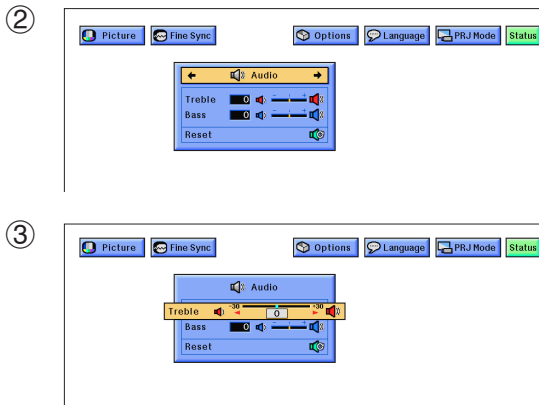 ②
Picture Fine Sync Options Language PRJ Mode Status
Audio
Treble 0 - +
Bass 0 - +
Reset
③
Picture Fine Sync Options Language PRJ Mode Status
Audio
-30 +30
Treble 0
Bass 0 - +
Reset